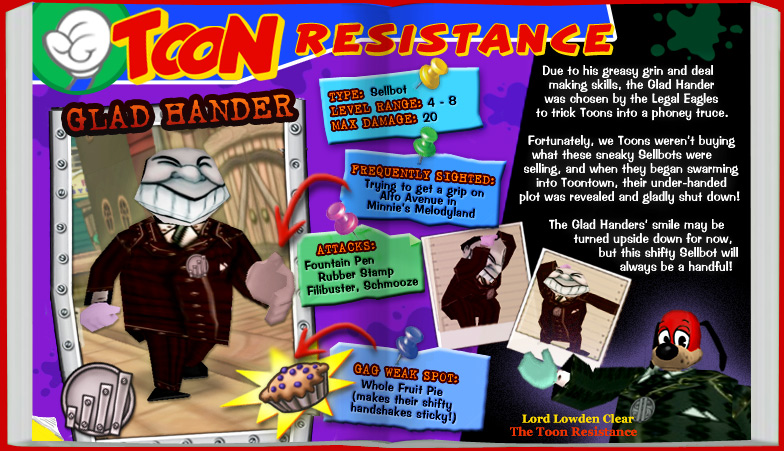 TOON RESISTANCE
GLAD HANDER
TYPE: Sellbot
LEVEL RANGE: 4 - 8
MAX DAMAGE: 20
FREQUENTLY SIGHTED:
Trying to get a grip on
Alto Avenue in
Minnie's Melodyland
ATTACKS:
Fountain Pen
Rubber Stamp
Filibuster, Schmooze
GAG WEAK SPOT:
Whole Fruit Pie
(makes their shifty
handshakes sticky!)
Due to his greasy grin and deal
making skills, the Glad Hander
was chosen by the Legal Eagles
to trick Toons into a phoney truce.
Fortunately, we Toons weren't buying
what these sneaky Sellbots were
selling, and when they began swarming
into Toontown, their under-handed
plot was revealed and gladly shut down!
The Glad Handers' smile may be
turned upside down for now,
but this shifty Sellbot will
always be a handful!
Lord Lowden Clear
The Toon Resistance